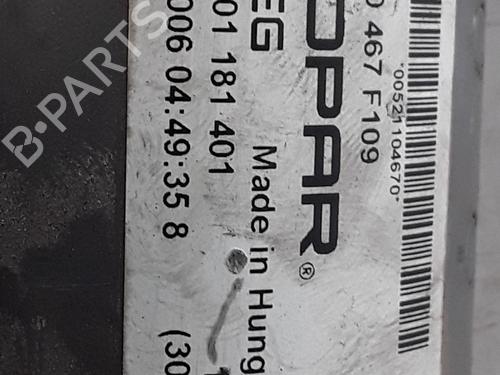 0 467 F109
*00521104670*
OPAR®
EG Made in Hung
01 181 401
006 04:49:35 8 (30
B-PARTS